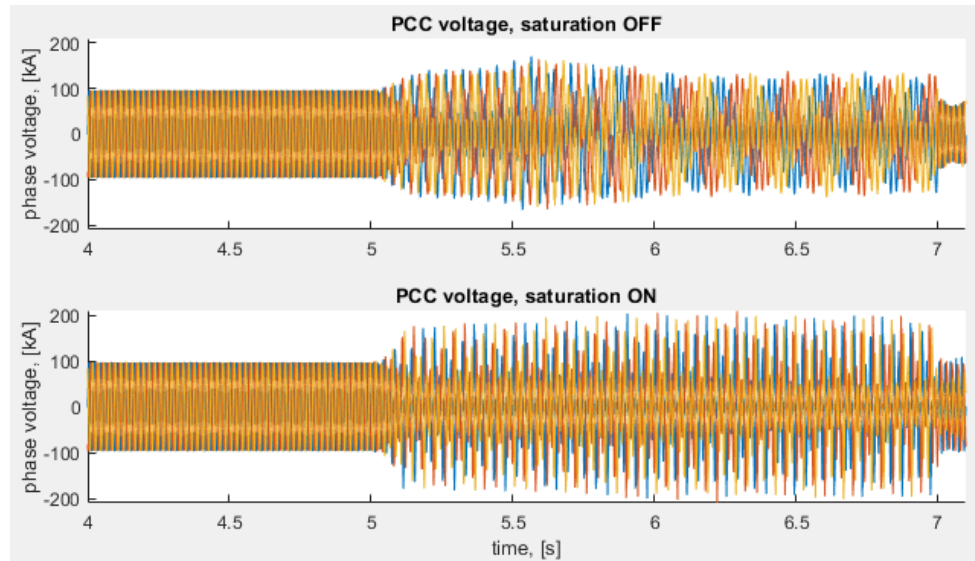 PCC voltage, saturation OFF
phase voltage, [kA]
200
100
0
-100
-200
4 4.5 5 5.5 6 6.5 7
PCC voltage, saturation ON
phase voltage, [kA]
200
100
0
-100
-200
4 4.5 5 5.5 6 6.5 7
time, [s]